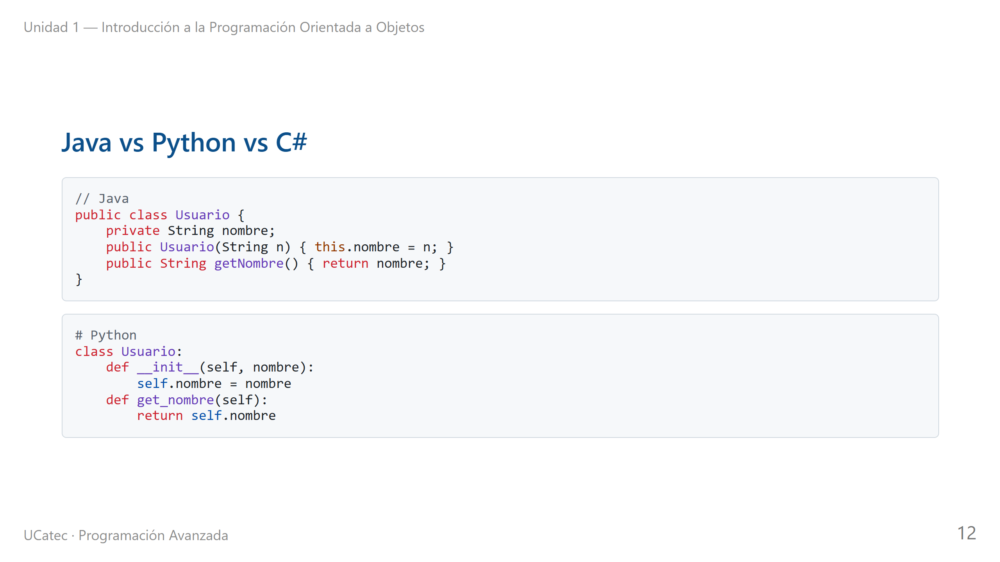 Unidad 1 — Introducción a la Programación Orientada a Objetos
Java vs Python vs C#
// Java
public class Usuario {
    private String nombre;
    public Usuario(String n) { this.nombre = n; }
    public String getNombre() { return nombre; }
}
# Python
class Usuario:
    def __init__(self, nombre):
        self.nombre = nombre
    def get_nombre(self):
        return self.nombre
UCatec · Programación Avanzada
12